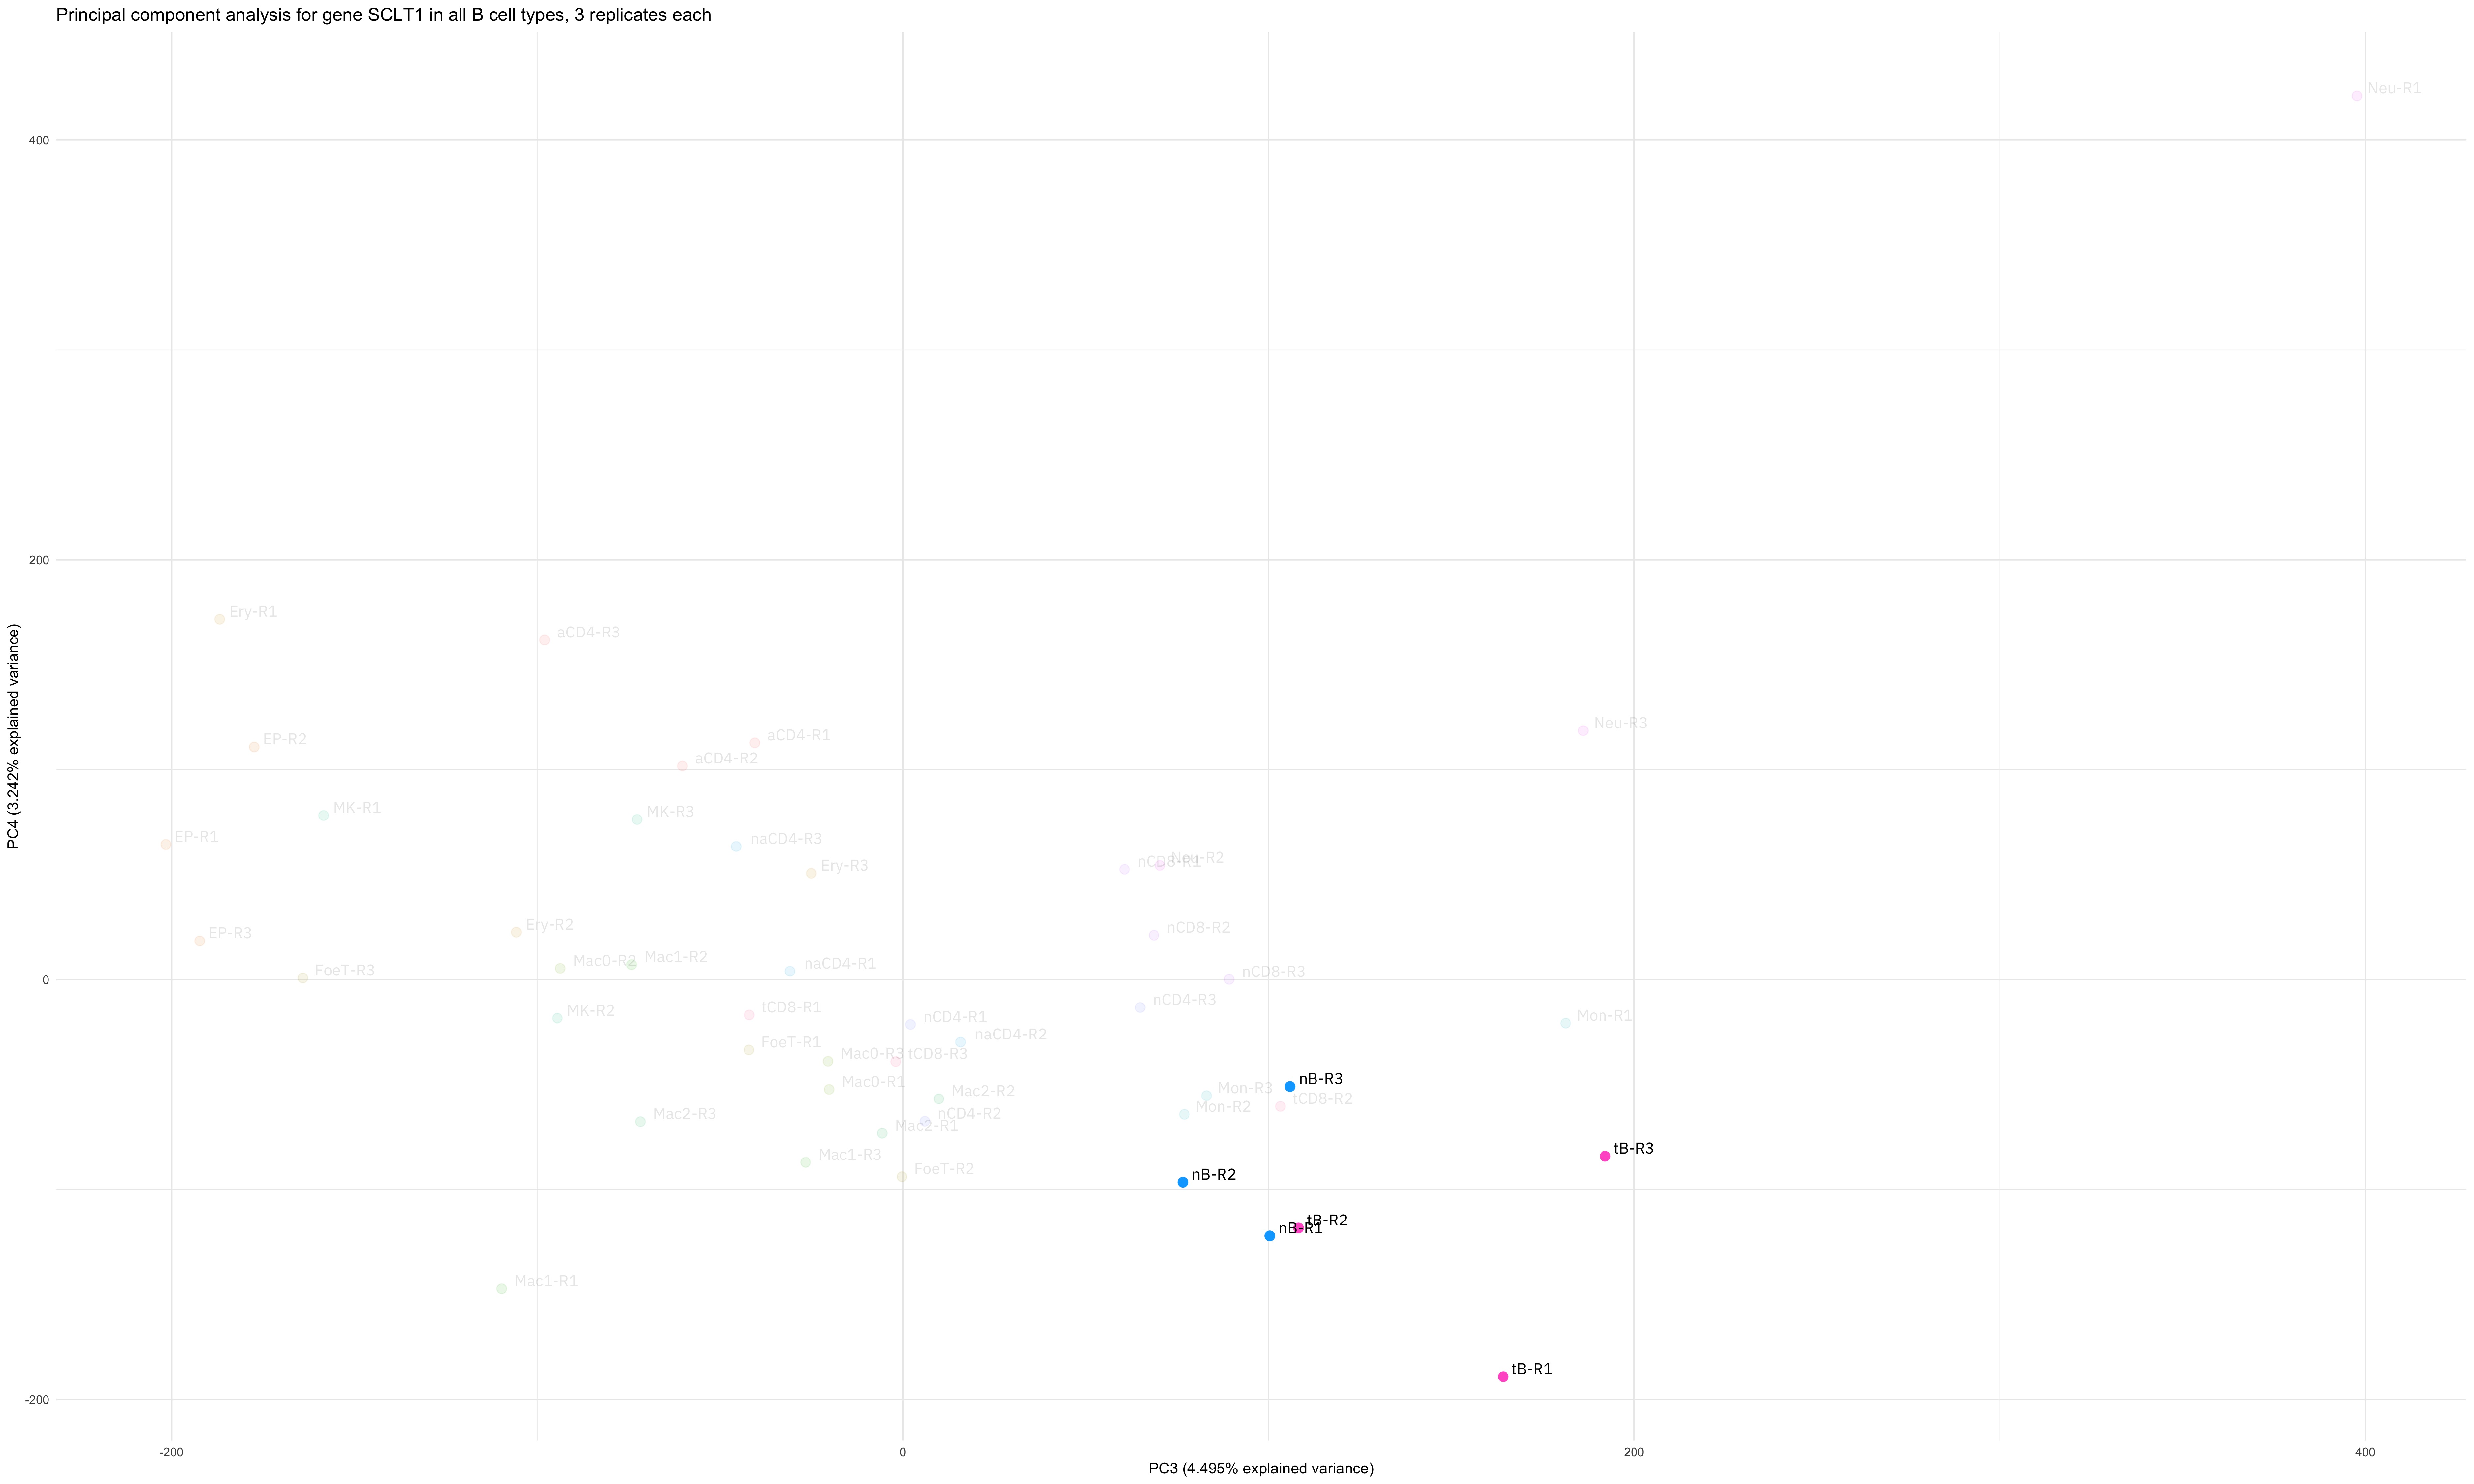 Principal component analysis for gene SCLT1 in all B cell types, 3 replicates each
Neu-R1
400
200
Ery-R1
aCD4-R3
Neu-R3
EP-R2
aCD4-R1
aCD4-R2
MK-R1
MK-R3
EP-R1
naCD4-R3
Ery-R3
nCD8-R1
Neu-R2
Ery-R2
nCD8-R2
EP-R3
Mac1-R2
FoeT-R3
naCD4-R1
nCD8-R3
0
MK-R2
tCD8-R1
nCD4-R1
nCD4-R3
Mon-R1
naCD4-R2
FoeT-R1
Mac0-R3
tCD8-R3
Mac0-R1
Mac2-R2
Mon-R3
nB-R3
tCD8-R2
Mac2-R3
nCD4-R2
Mon-R2
Mac2-R1
Mac1-R3
FoeT-R2
nB-R2
tB-R3
tB-R2
nB-R1
Mac1-R1
tB-R1
-200
-200
0
200
400
PC3 (4.495% explained variance)
PC4 (3.242% explained variance)